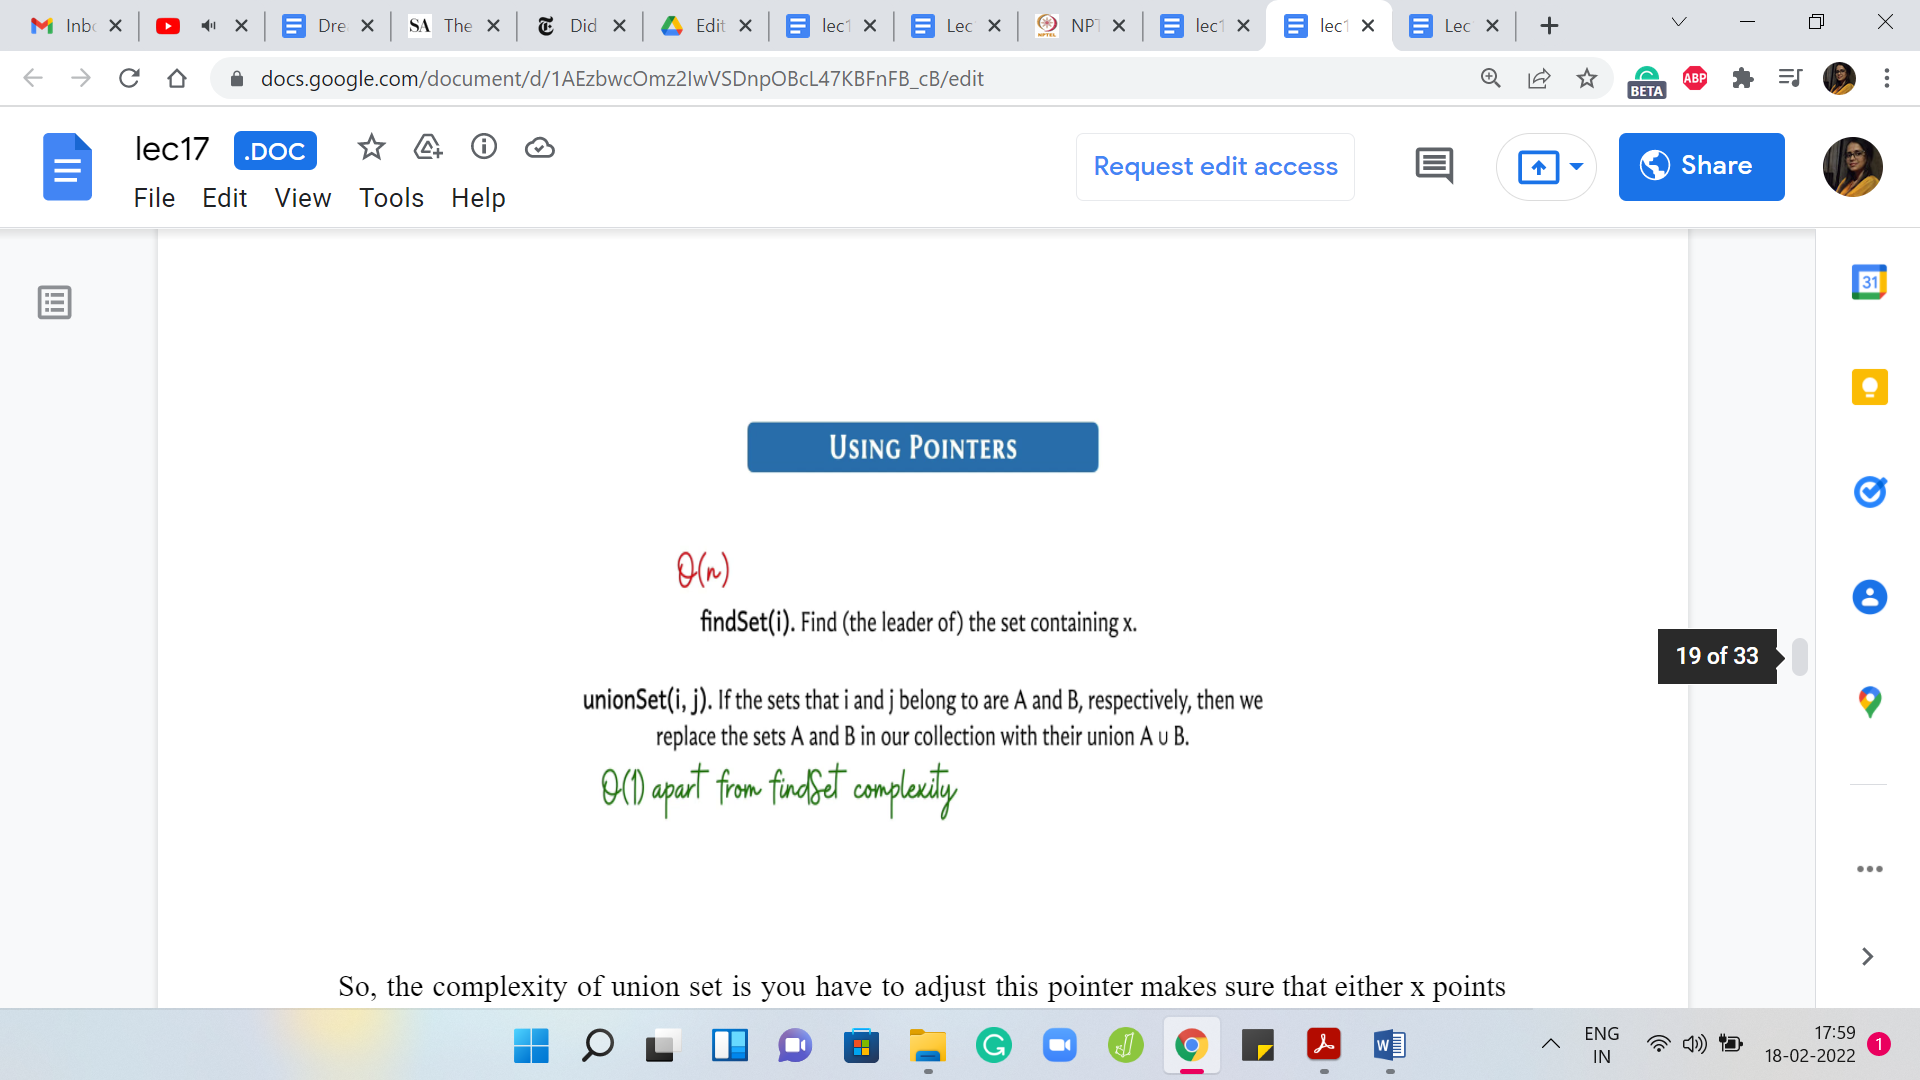 Inbc
Dre
SA The
Did
Edit
lec1
Lec
NPT
lec1
lec1
Lec
docs.google.com/document/d/1AEzbwcOmz2IwVSDnpOBcL47KBFnFB_cB/edit
BETA
ABP
lec17 .DOC
Request edit access
Share
File Edit View Tools Help
31
USING POINTERS
Θ(n)
findSet(i). Find (the leader of) the set containing x.
19 of 33
unionSet(i, j). If the sets that i and j belong to are A and B, respectively, then we
replace the sets A and B in our collection with their union A ∪ B.
Θ(1) apart from findSet complexity
So, the complexity of union set is you have to adjust this pointer makes sure that either x points
ENG
IN
17:59
18-02-2022
1